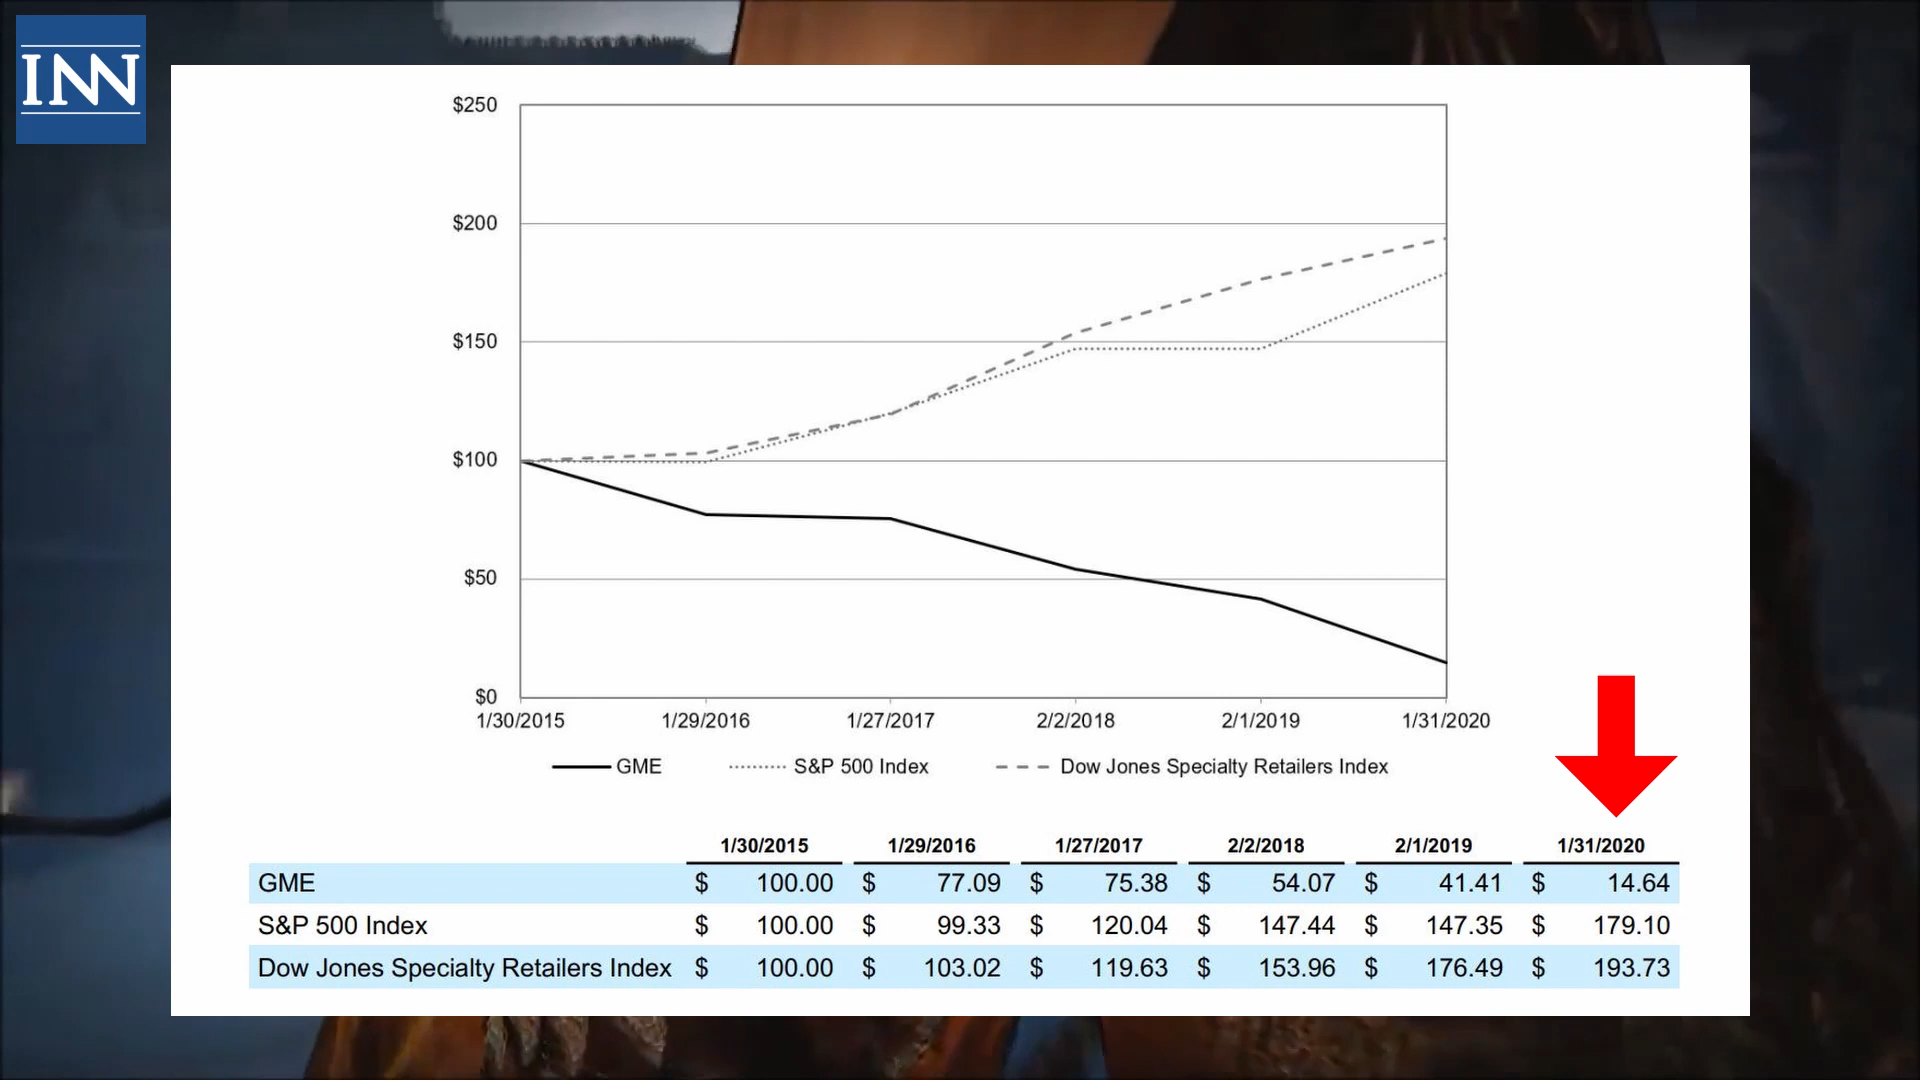 INN
$250
$200
$150
$100
$50
$0
1/30/2015 1/29/2016 1/27/2017 2/2/2018 2/1/2019 1/31/2020
GME S&P 500 Index Dow Jones Specialty Retailers Index
1/30/2015 1/29/2016 1/27/2017 2/2/2018 2/1/2019 1/31/2020
GME $ 100.00 $ 77.09 $ 75.38 $ 54.07 $ 41.41 $ 14.64
S&P 500 Index $ 100.00 $ 99.33 $ 120.04 $ 147.44 $ 147.35 $ 179.10
Dow Jones Specialty Retailers Index $ 100.00 $ 103.02 $ 119.63 $ 153.96 $ 176.49 $ 193.73